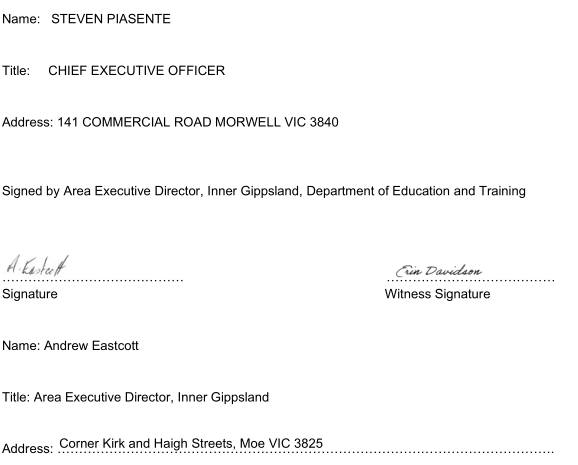 Name: STEVEN PIASENTE
Title: CHIEF EXECUTIVE OFFICER
Address: 141 COMMERCIAL ROAD MORWELL VIC 3840
Signed by Area Executive Director, Inner Gippsland, Department of Education and Training
A. Eastcott Erin Davidson
Signature Witness Signature
Name: Andrew Eastcott
Title: Area Executive Director, Inner Gippsland
Address: Corner Kirk and Haigh Streets, Moe VIC 3825